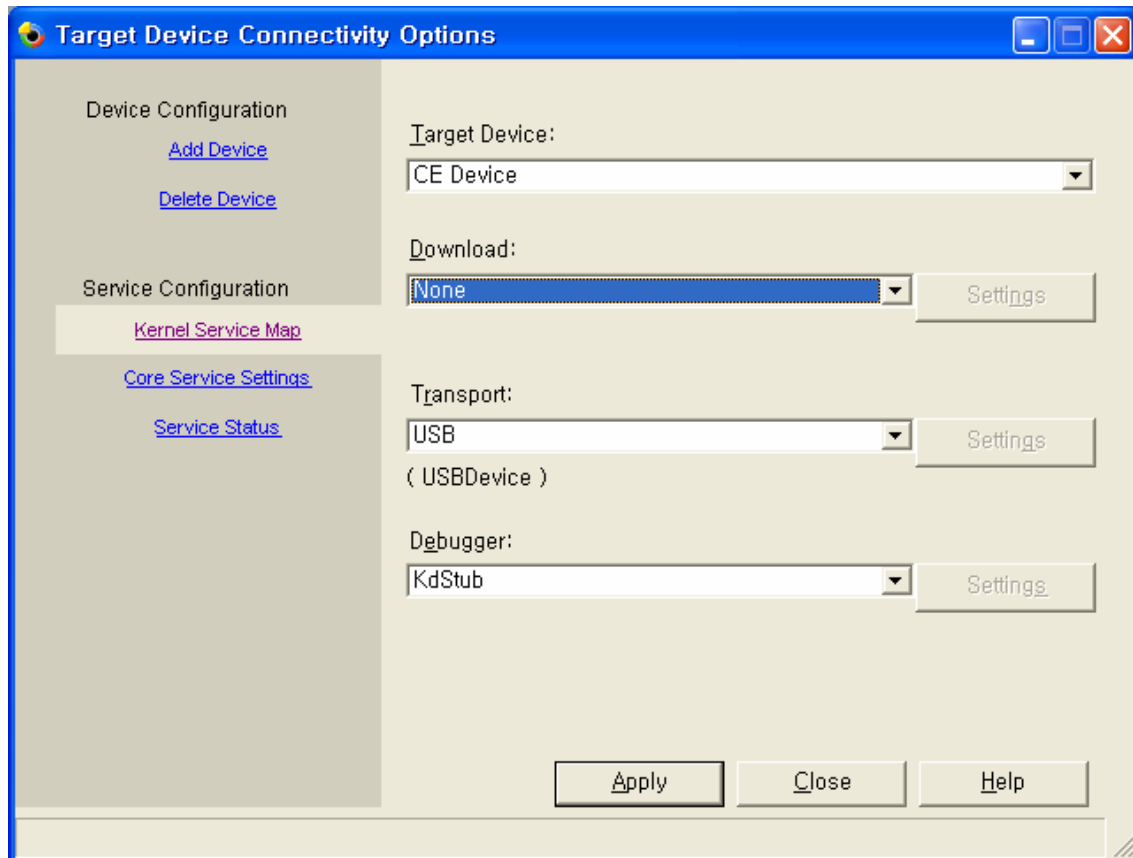 Target Device Connectivity Options
Device Configuration
Add Device
Delete Device
Service Configuration
Kernel Service Map
Core Service Settings
Service Status
Target Device:
CE Device
Download:
None
Settings
Transport:
USB
Settings
( USBDevice )
Debugger:
KdStub
Settings
Apply
Close
Help